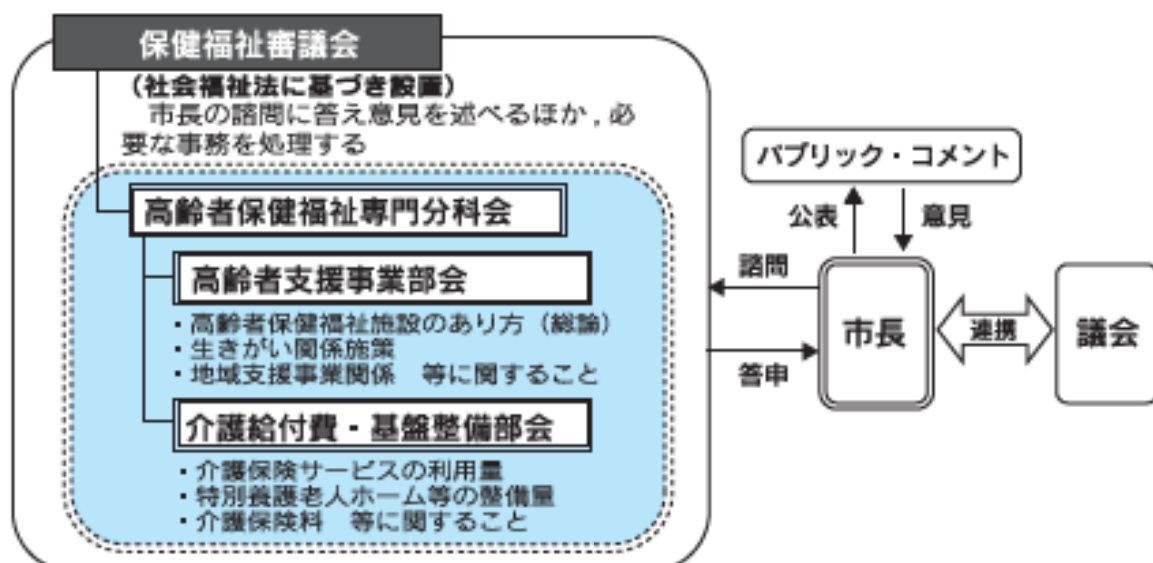 保健福祉審議会
(社会福祉法に基づき設置)
市長の諮問に答え意見を述べるほか,必
要な事務を処理する
高齢者保健福祉専門分科会
高齢者支援事業部会
・高齢者保健福祉施設のあり方(総論)
・生きがい関係施策
・地域支援事業関係 等に関すること
介護給付費・基盤整備部会
・介護保険サービスの利用量
・特別養護老人ホーム等の整備量
・介護保険料 等に関すること
パブリック・コメント
公表
意見
諮問
答申
市長
連携
議会